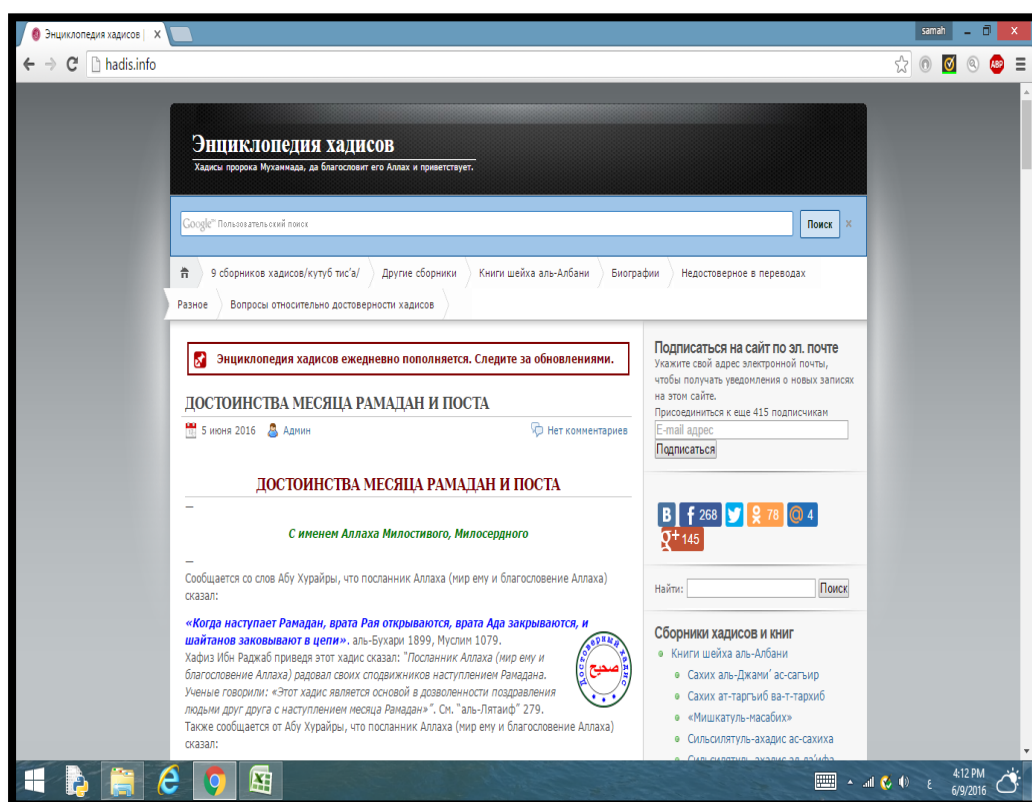 Энциклопедия хадисов |
samah
hadis.info
ABP
Энциклопедия хадисов
Хадисы пророка Мухаммада, да благословит его Аллах и приветствует.
Google™ Пользовательский поиск
Поиск
×
9 сборников хадисов/кутуб тис'а/
Другие сборники
Книги шейха аль-Албани
Биографии
Недостоверное в переводах
Разное
Вопросы относительно достоверности хадисов
Энциклопедия хадисов ежедневно пополняется. Следите за обновлениями.
ДОСТОИНСТВА МЕСЯЦА РАМАДАН И ПОСТА
5 июня 2016
Админ
Нет комментариев
ДОСТОИНСТВА МЕСЯЦА РАМАДАН И ПОСТА
—
С именем Аллаха Милостивого, Милосердного
—
Сообщается со слов Абу Хурайры, что посланник Аллаха (мир ему и благословение Аллаха)
сказал:
«Когда наступает Рамадан, врата Рая открываются, врата Ада закрываются, и
шайтанов заковывают в цепи». аль-Бухари 1899, Муслим 1079.
Хафиз Ибн Раджаб приведя этот хадис сказал: "Посланник Аллаха (мир ему и
благословение Аллаха) радовал своих сподвижников наступлением Рамадана.
Ученые говорили: «Этот хадис является основой в дозволенности поздравления
людьми друг друга с наступлением месяца Рамадан»". См. "аль-Лятаиф" 279.
Также сообщается от Абу Хурайры, что посланник Аллаха (мир ему и благословение Аллаха)
сказал:
Достоверный хадис
صحيح
Подписаться на сайт по эл. почте
Укажите свой адрес электронной почты,
чтобы получать уведомления о новых записях
на этом сайте.
Присоединиться к еще 415 подписчикам
E-mail адрес
Подписаться
B
f 268
78
@ 4
g+ 145
Найти:
Поиск
Сборники хадисов и книг
Книги шейха аль-Албани
Сахих аль-Джами' ас-сагъир
Сахих ат-таргъиб ва-т-тархиб
«Мишкатуль-масабих»
Сильсилятуль-ахадис ас-сахиха
ع
4:12 PM
6/9/2016